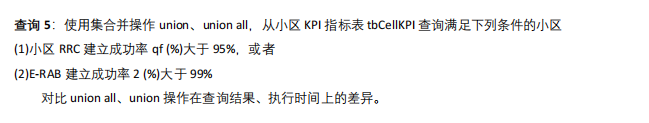 查询 5：使用集合并操作 union、union all，从小区 KPI 指标表 tbCellKPI 查询满足下列条件的小区
(1)小区 RRC 建立成功率 qf (%)大于 95%，或者
(2)E-RAB 建立成功率 2 (%)大于 99%
对比 union all、union 操作在查询结果、执行时间上的差异。